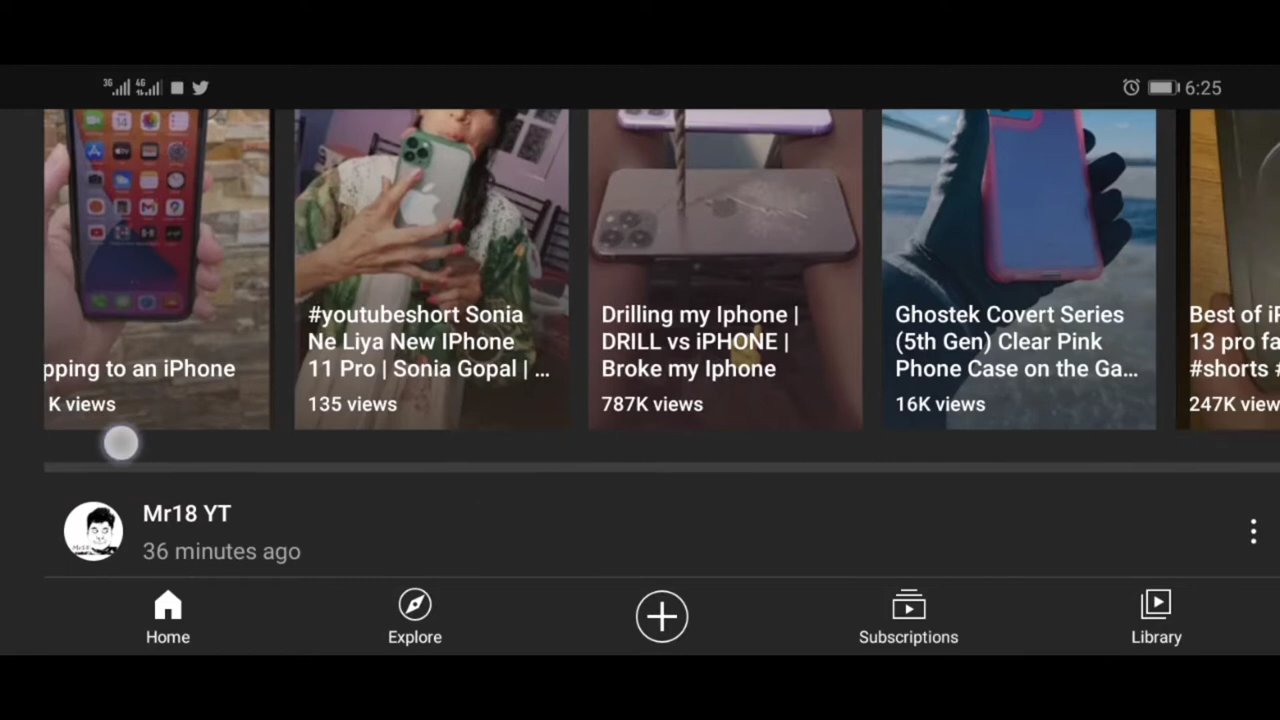 3G 4G 6:25
pping to an iPhone
K views
#youtubeshort Sonia
Ne Liya New IPhone
11 Pro | Sonia Gopal | ...
135 views
Drilling my Iphone |
DRILL vs iPHONE |
Broke my Iphone
787K views
Ghostek Covert Series
(5th Gen) Clear Pink
Phone Case on the Ga...
16K views
Best of iP
13 pro fa
#shorts #
247K view
Mr18 YT
36 minutes ago
Home
Explore
Subscriptions
Library